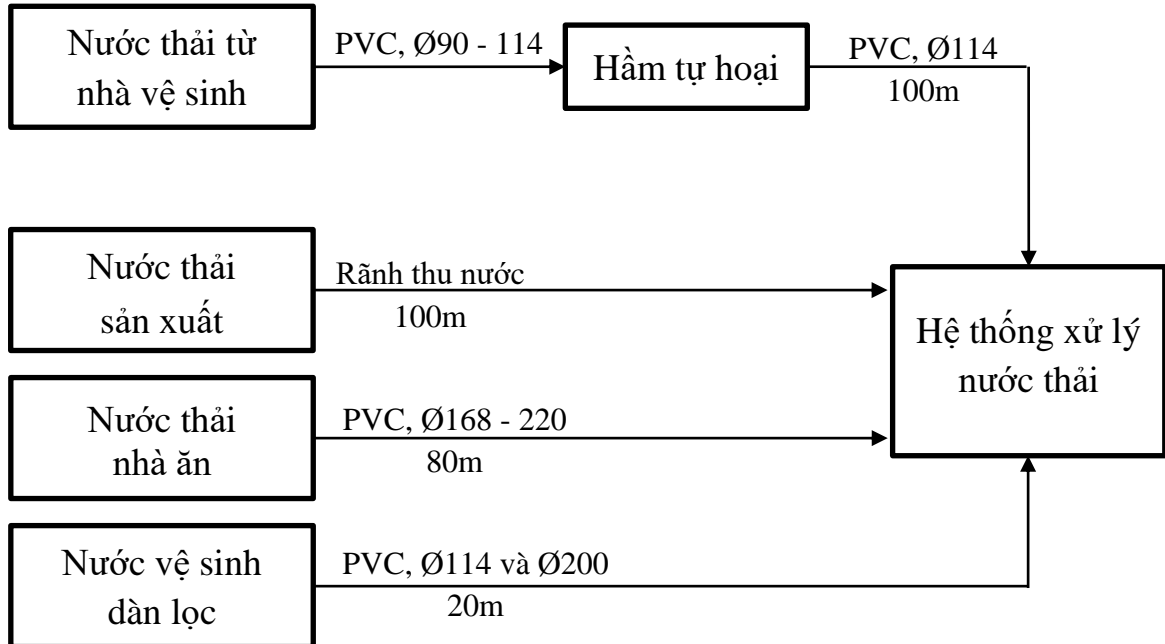 Nước thải từ
nhà vệ sinh
PVC, Ø90 - 114
Hầm tự hoại
PVC, Ø114
100m
Nước thải
sản xuất
Rãnh thu nước
100m
Hệ thống xử lý
nước thải
Nước thải
nhà ăn
PVC, Ø168 - 220
80m
Nước vệ sinh
dàn lọc
PVC, Ø114 và Ø200
20m